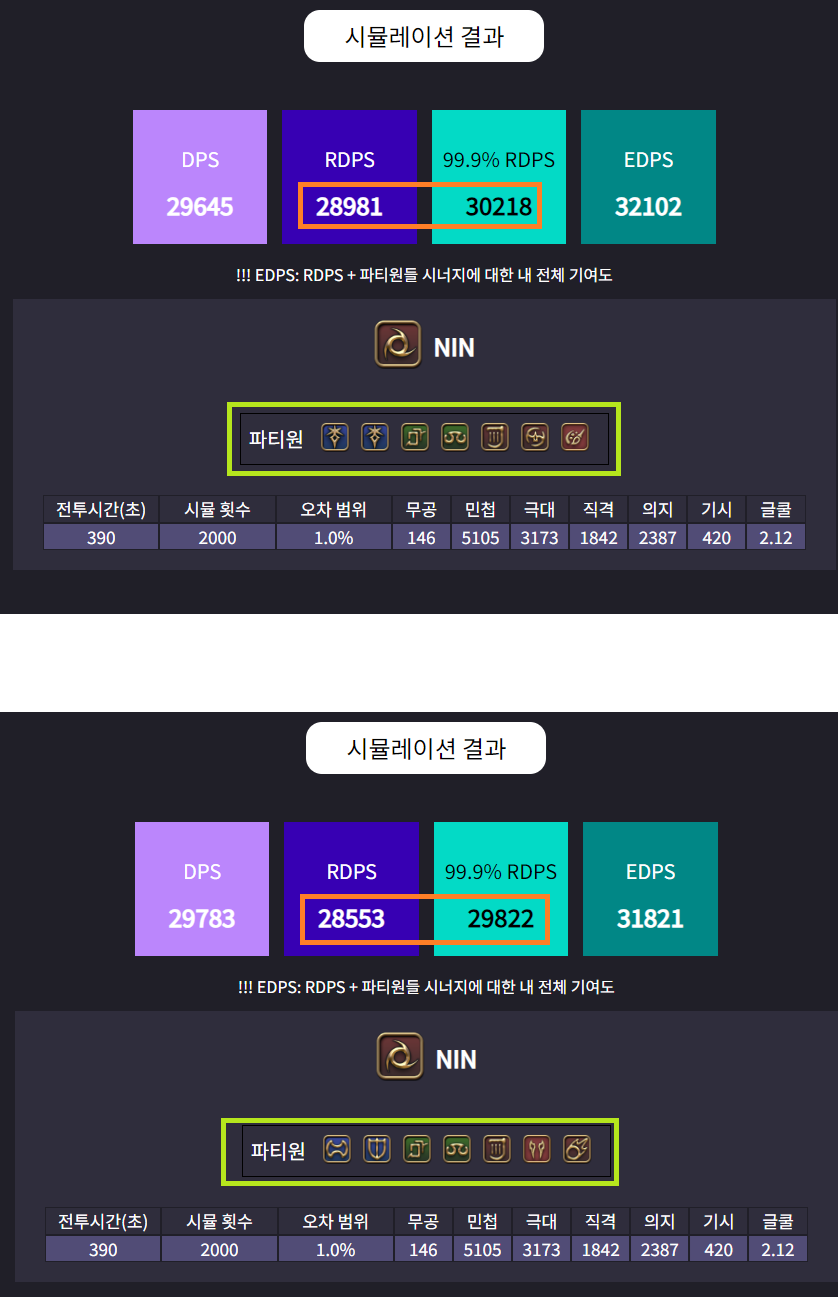 시뮬레이션 결과
DPS RDPS 99.9% RDPS EDPS
29645 28981 30218 32102
!!! EDPS: RDPS + 파티원들 시너지에 대한 내 전체 기여도
NIN
파티원
전투시간(초) 시뮬 횟수 오차 범위 무공 민첩 극대 직격 의지 기시 글쿨
390 2000 1.0% 146 5105 3173 1842 2387 420 2.12
시뮬레이션 결과
DPS RDPS 99.9% RDPS EDPS
29783 28553 29822 31821
!!! EDPS: RDPS + 파티원들 시너지에 대한 내 전체 기여도
NIN
파티원
전투시간(초) 시뮬 횟수 오차 범위 무공 민첩 극대 직격 의지 기시 글쿨
390 2000 1.0% 146 5105 3173 1842 2387 420 2.12